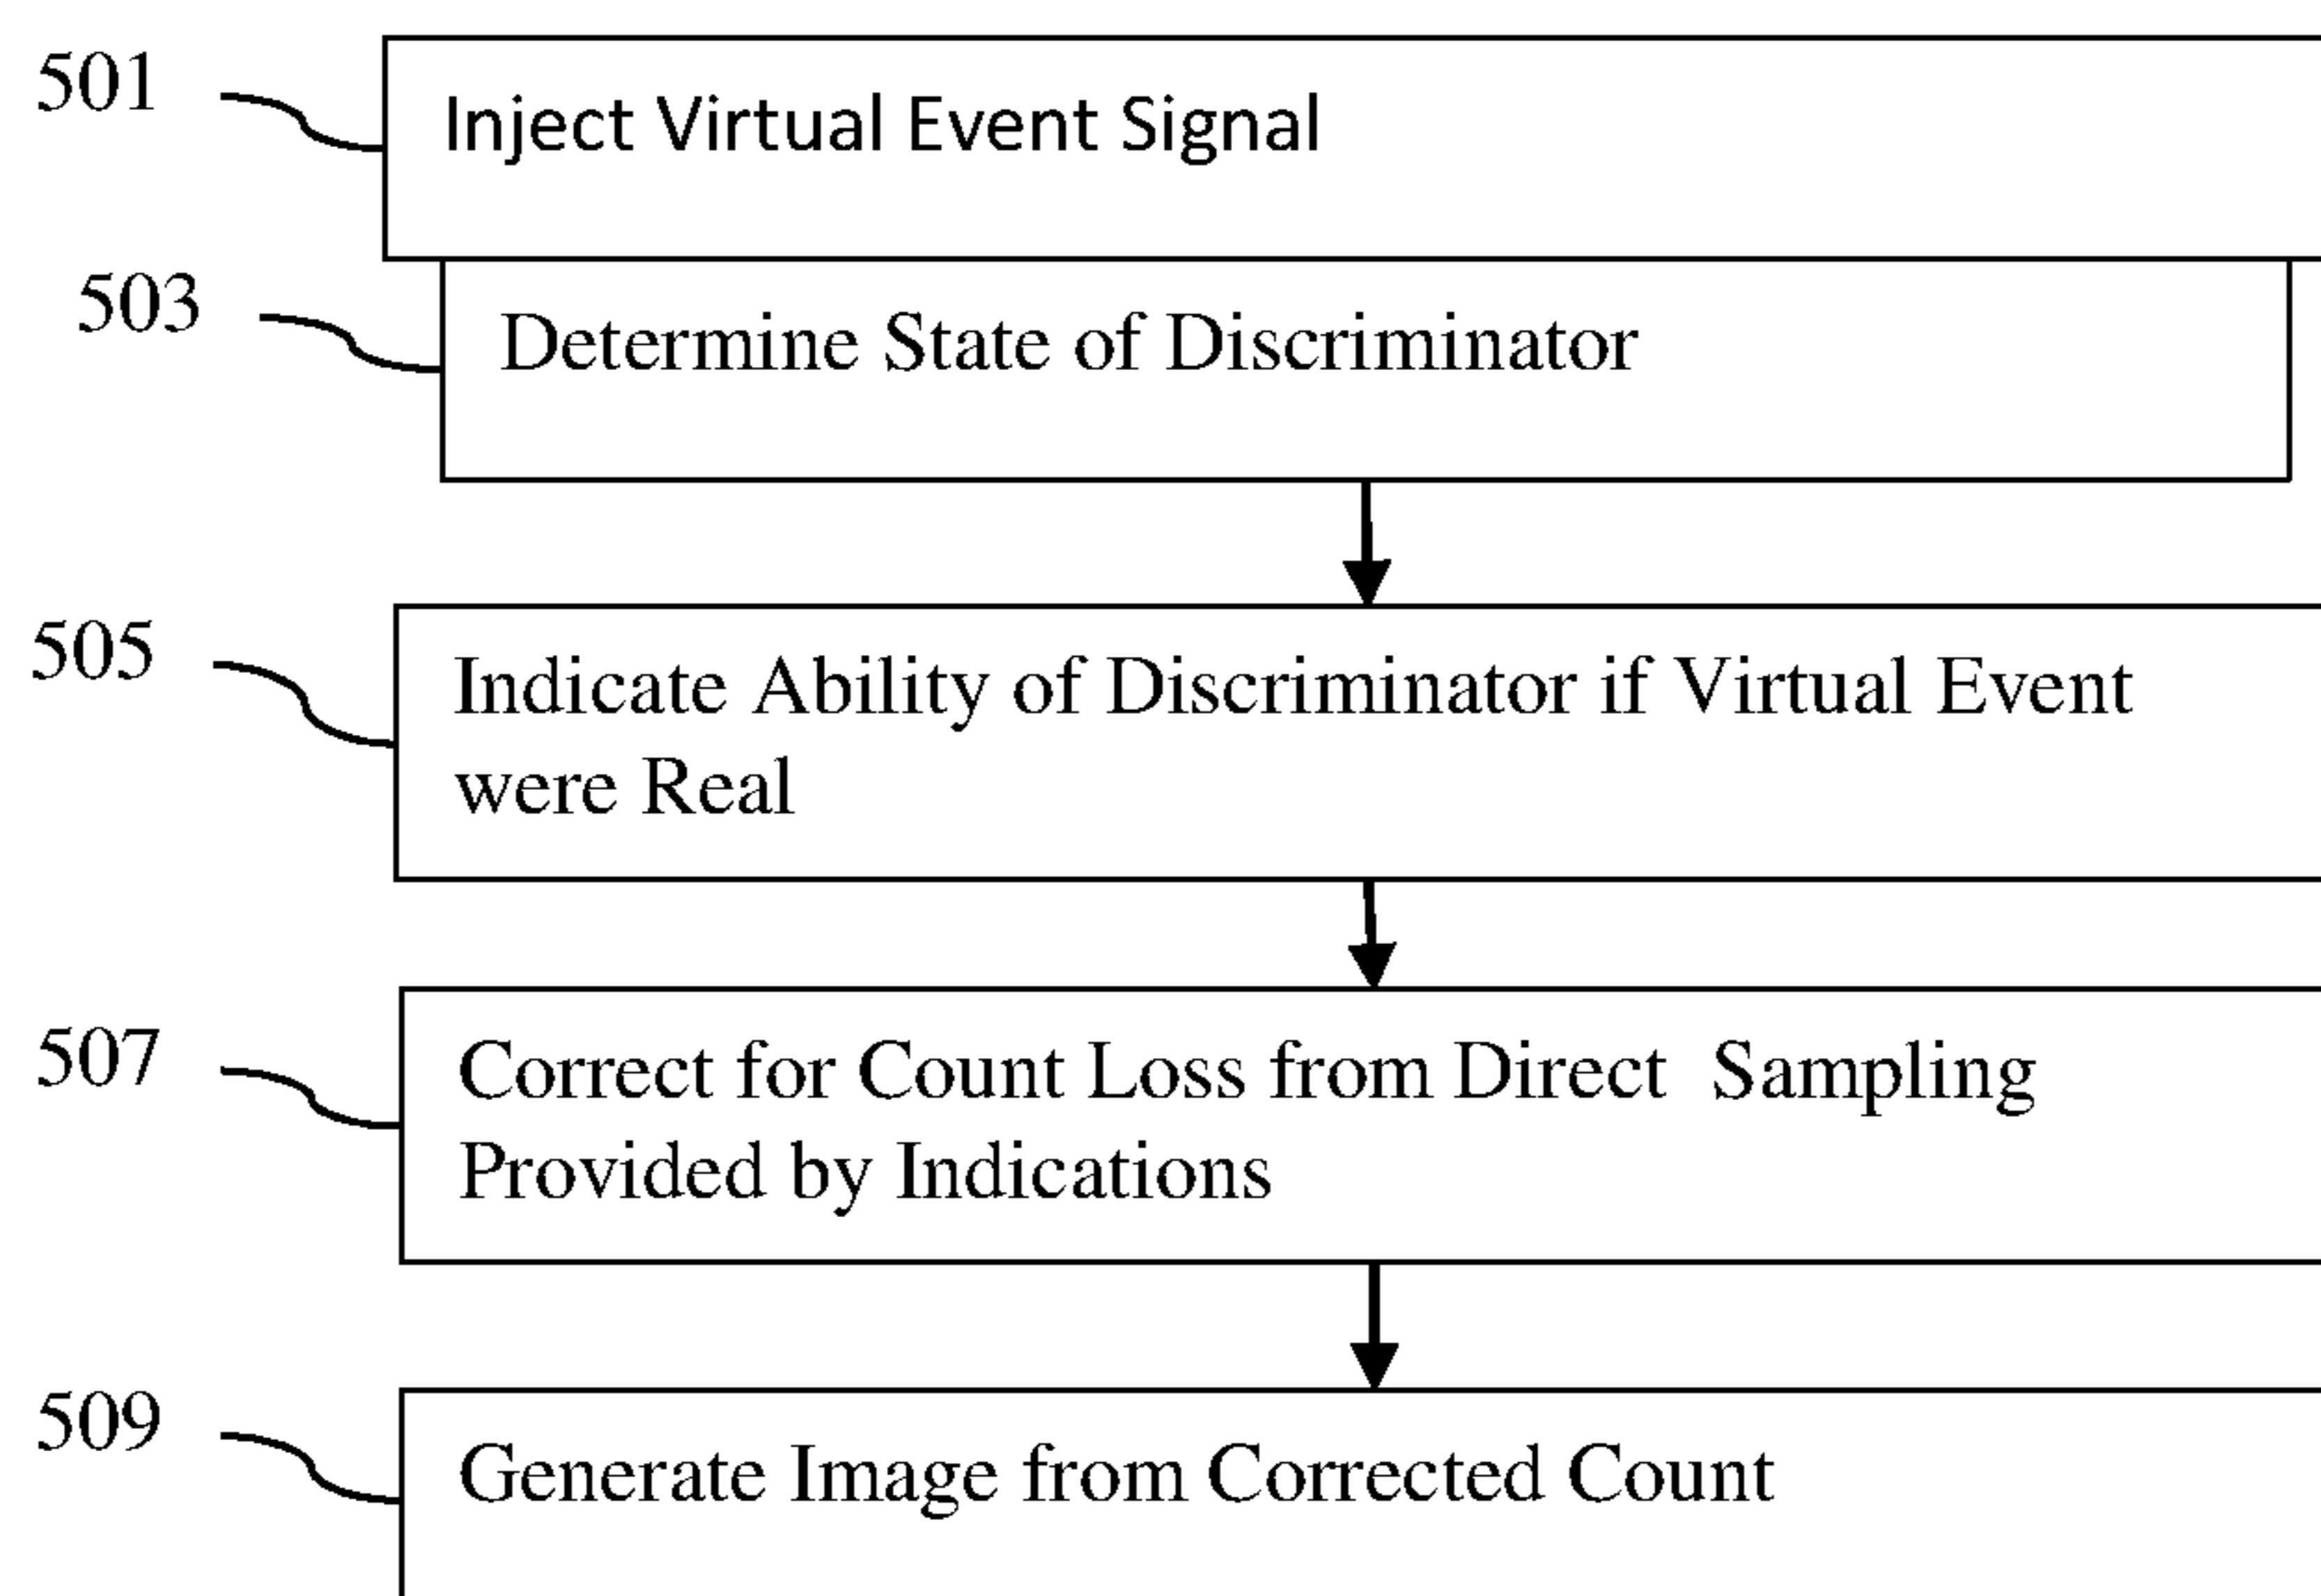 501
Inject Virtual Event Signal
503
Determine State of Discriminator
505
Indicate Ability of Discriminator if Virtual Event
were Real
507
Correct for Count Loss from Direct  Sampling
Provided by Indications
509
Generate Image from Corrected Count